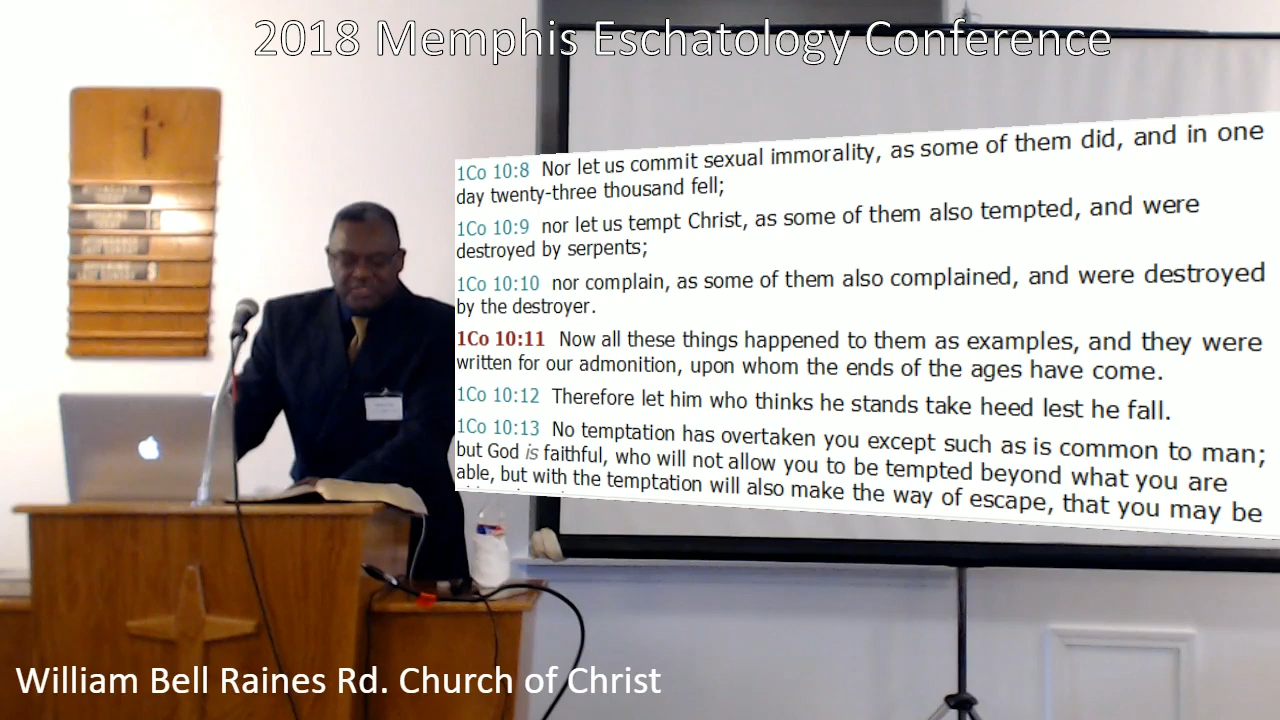 2018 Memphis Eschatology Conference
1Co 10:8 Nor let us commit sexual immorality, as some of them did, and in one
day twenty-three thousand fell;
1Co 10:9 nor let us tempt Christ, as some of them also tempted, and were
destroyed by serpents;
1Co 10:10 nor complain, as some of them also complained, and were destroyed
by the destroyer.
1Co 10:11 Now all these things happened to them as examples, and they were
written for our admonition, upon whom the ends of the ages have come.
1Co 10:12 Therefore let him who thinks he stands take heed lest he fall.
1Co 10:13 No temptation has overtaken you except such as is common to man;
but God is faithful, who will not allow you to be tempted beyond what you are
able, but with the temptation will also make the way of escape, that you may be
William Bell Raines Rd. Church of Christ